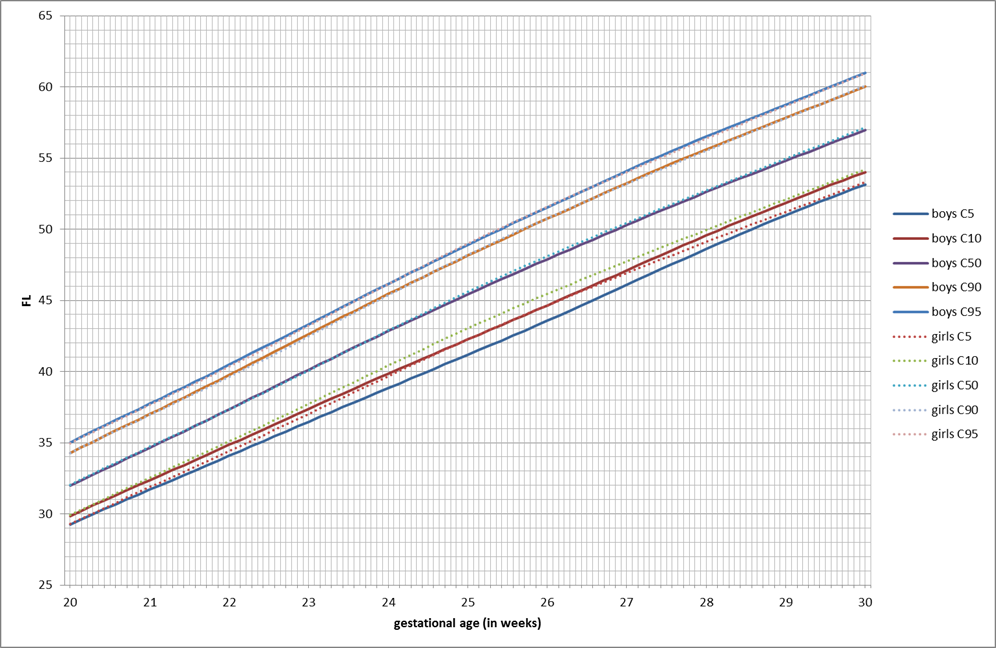 65
60
55
50
45
40
35
30
25
FL
20 21 22 23 24 25 26 27 28 29 30
gestational age (in weeks)
boys C5
boys C10
boys C50
boys C90
boys C95
girls C5
girls C10
girls C50
girls C90
girls C95